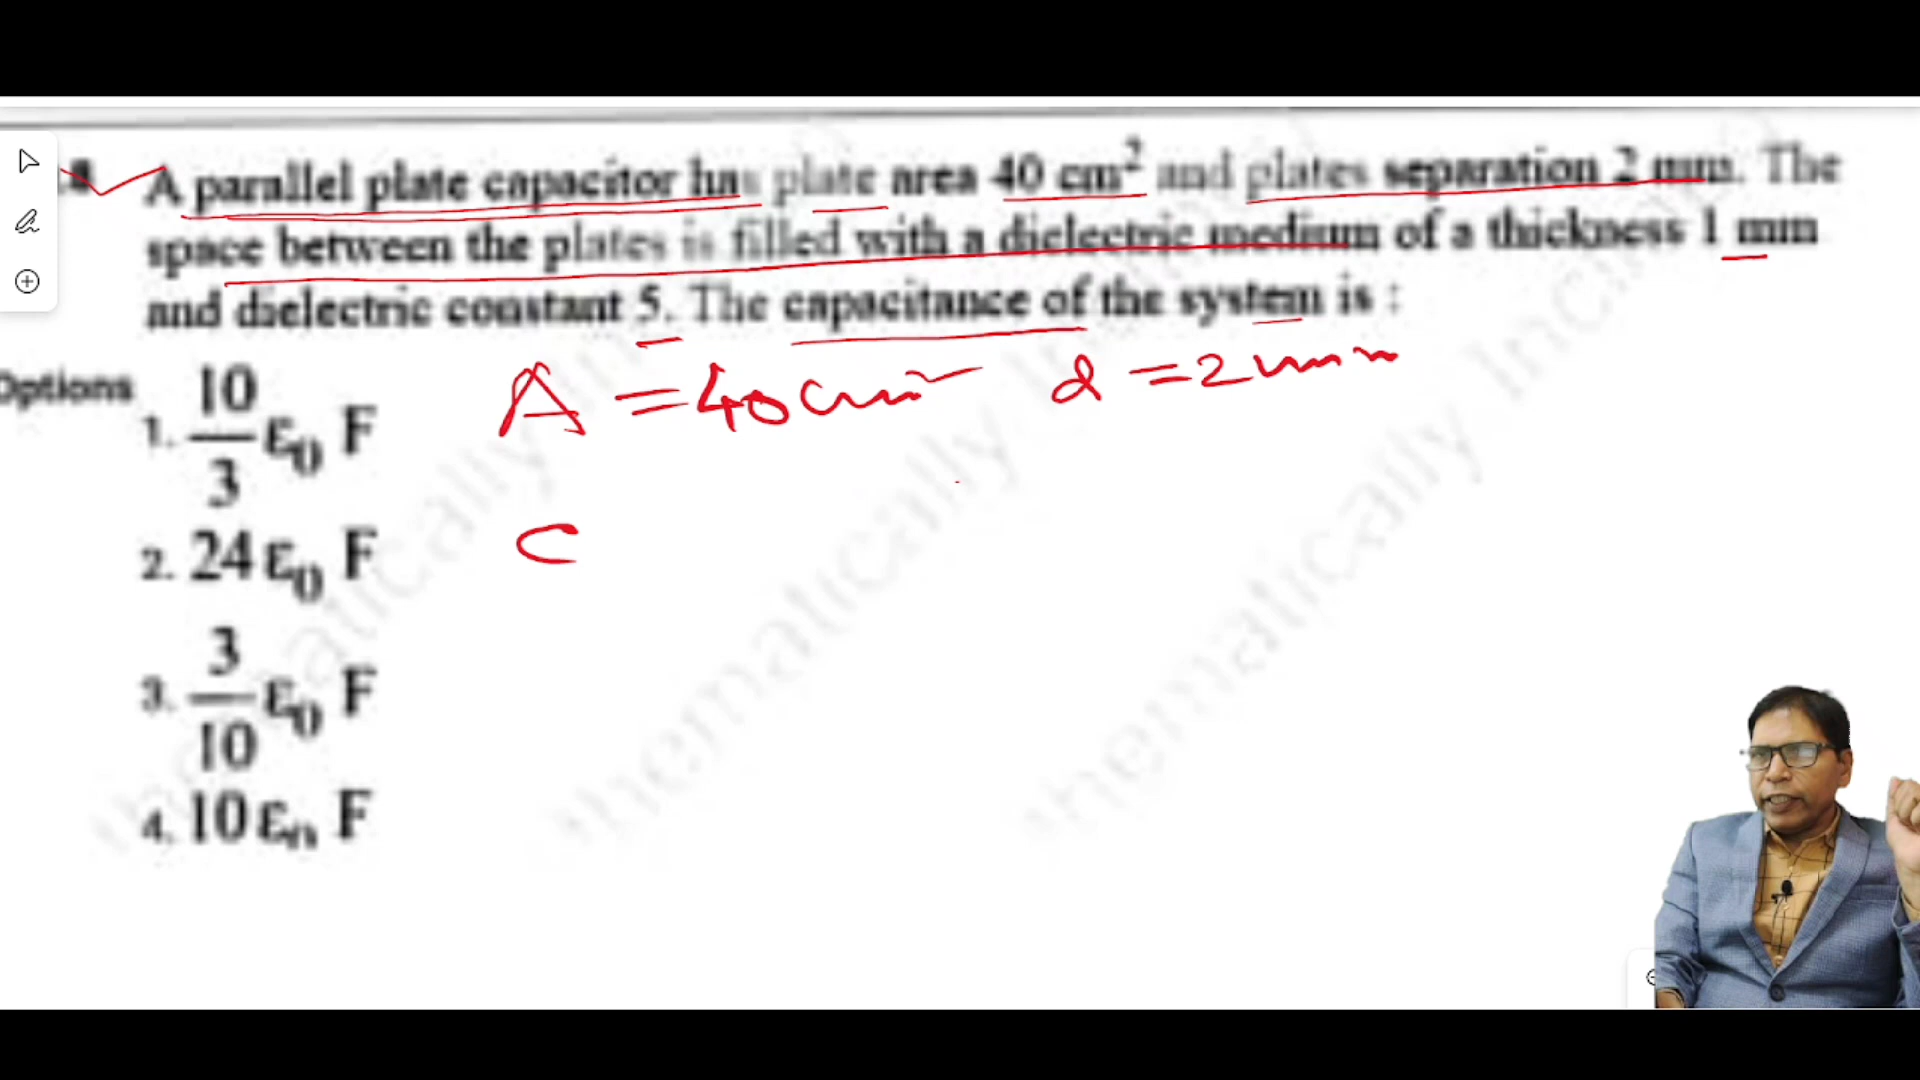 A parallel plate capacitor has plate area 40 cm² and plates separation 2 mm. The
space between the plates is filled with a dielectric medium of a thickness 1 mm
and dielectric constant 5. The capacitance of the system is :
Options
1. 10/3 ε₀ F
2. 24 ε₀ F
3. 3/10 ε₀ F
4. 10 ε₀ F
A = 40 cm² d = 2 mm
C